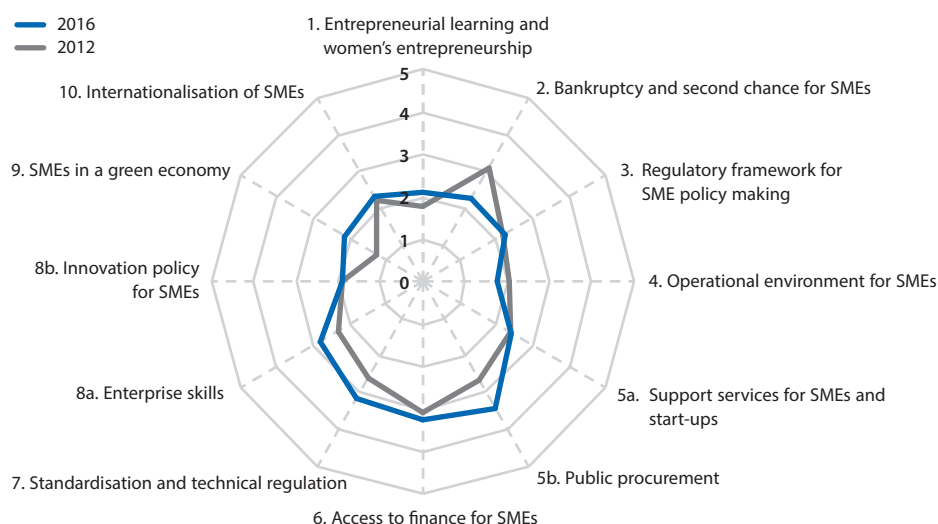 2016
2012
1. Entrepreneurial learning and
women’s entrepreneurship
2. Bankruptcy and second chance for SMEs
3. Regulatory framework for
SME policy making
4. Operational environment for SMEs
5a. Support services for SMEs and
start-ups
5b. Public procurement
6. Access to finance for SMEs
7. Standardisation and technical regulation
8a. Enterprise skills
8b. Innovation policy
for SMEs
9. SMEs in a green economy
10. Internationalisation of SMEs
5
4
3
2
1
0